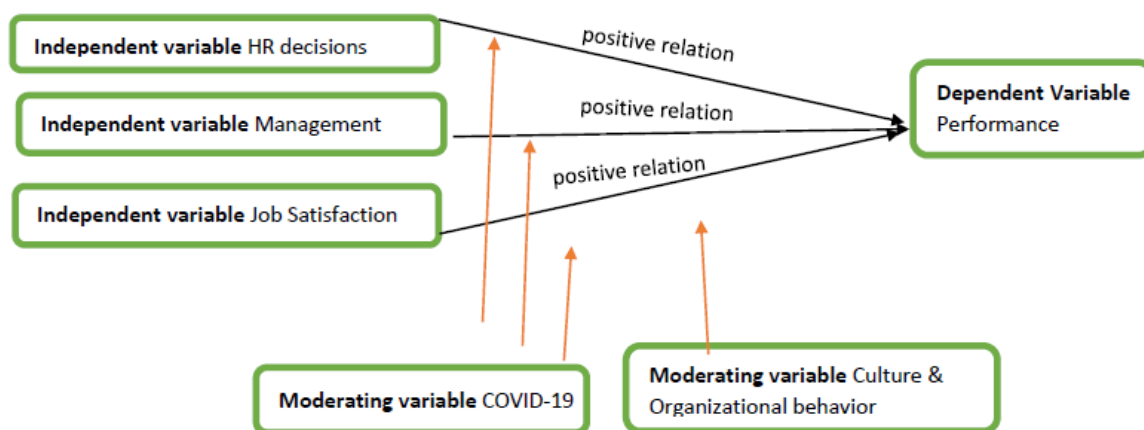 Independent variable HR decisions
positive relation
Independent variable Management
positive relation
Dependent Variable
Performance
Independent variable Job Satisfaction
positive relation
Moderating variable COVID-19
Moderating variable Culture &
Organizational behavior